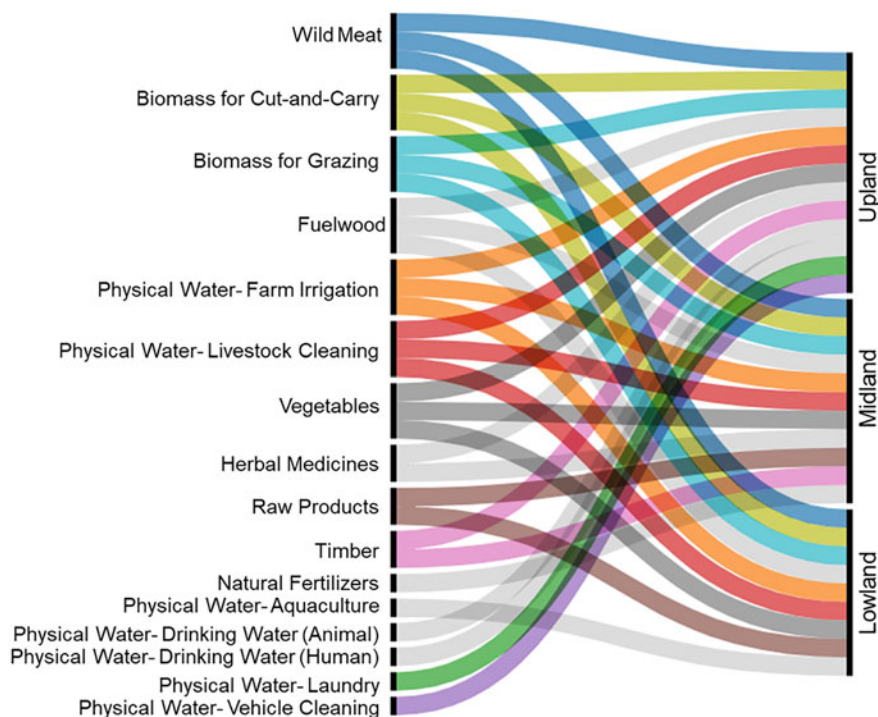 Wild Meat
Biomass for Cut-and-Carry
Biomass for Grazing
Fuelwood
Physical Water- Farm Irrigation
Physical Water- Livestock Cleaning
Vegetables
Herbal Medicines
Raw Products
Timber
Natural Fertilizers
Physical Water- Aquaculture
Physical Water- Drinking Water (Animal)
Physical Water- Drinking Water (Human)
Physical Water- Laundry
Physical Water- Vehicle Cleaning
Upland
Midland
Lowland